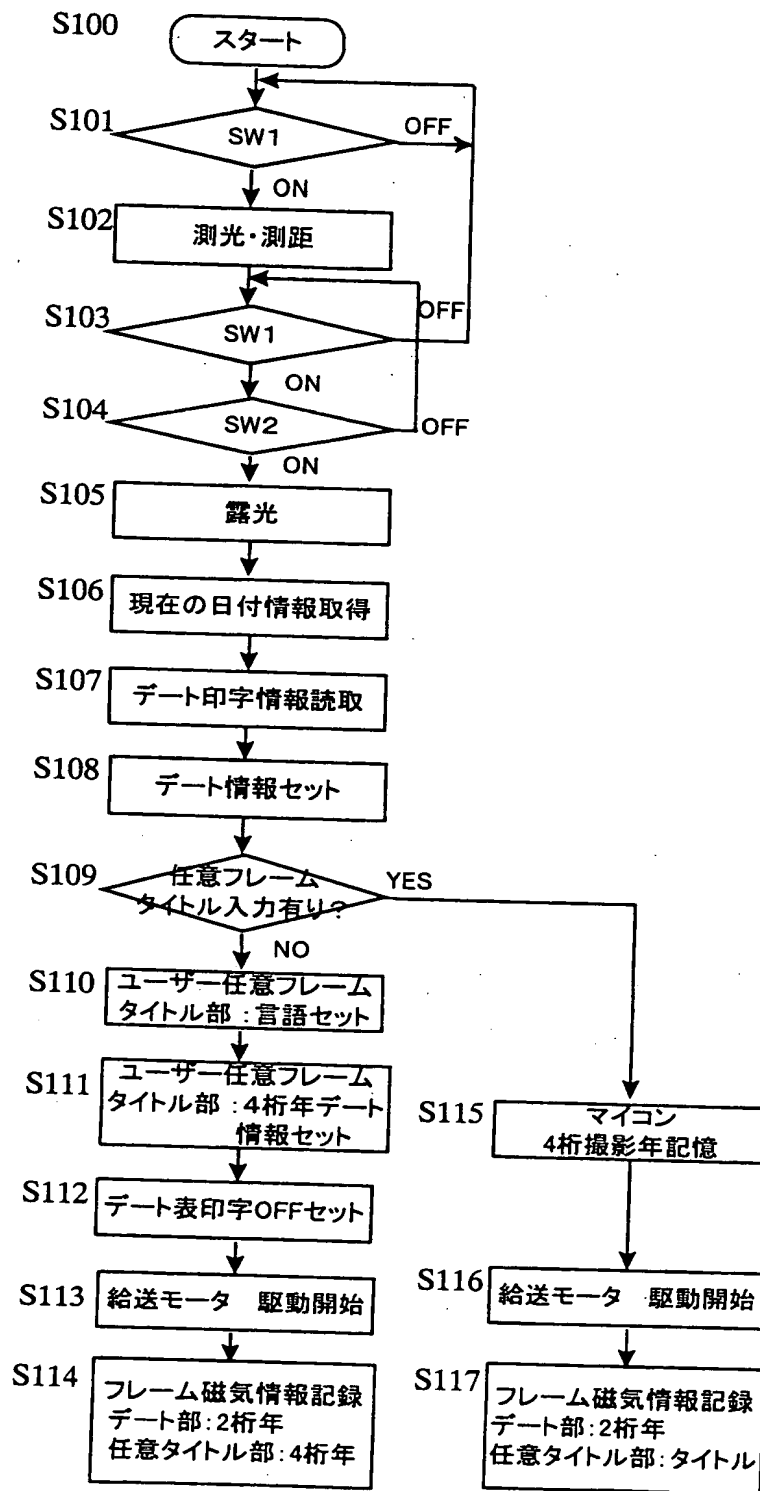 S100
スタート
S101
SW1
OFF
ON
S102
測光・測距
S103
SW1
OFF
ON
S104
SW2
OFF
ON
S105
露光
S106
現在の日付情報取得
S107
デート印字情報読取
S108
デート情報セット
S109
任意フレーム
タイトル入力有り?
YES
NO
S110
ユーザー任意フレーム
タイトル部:言語セット
S111
ユーザー任意フレーム
タイトル部:4桁年デート
情報セット
S112
デート表印字OFFセット
S113
給送モータ 駆動開始
S114
フレーム磁気情報記録
デート部:2桁年
任意タイトル部:4桁年
S115
マイコン
4桁撮影年記憶
S116
給送モータ 駆動開始
S117
フレーム磁気情報記録
デート部:2桁年
任意タイトル部:タイトル